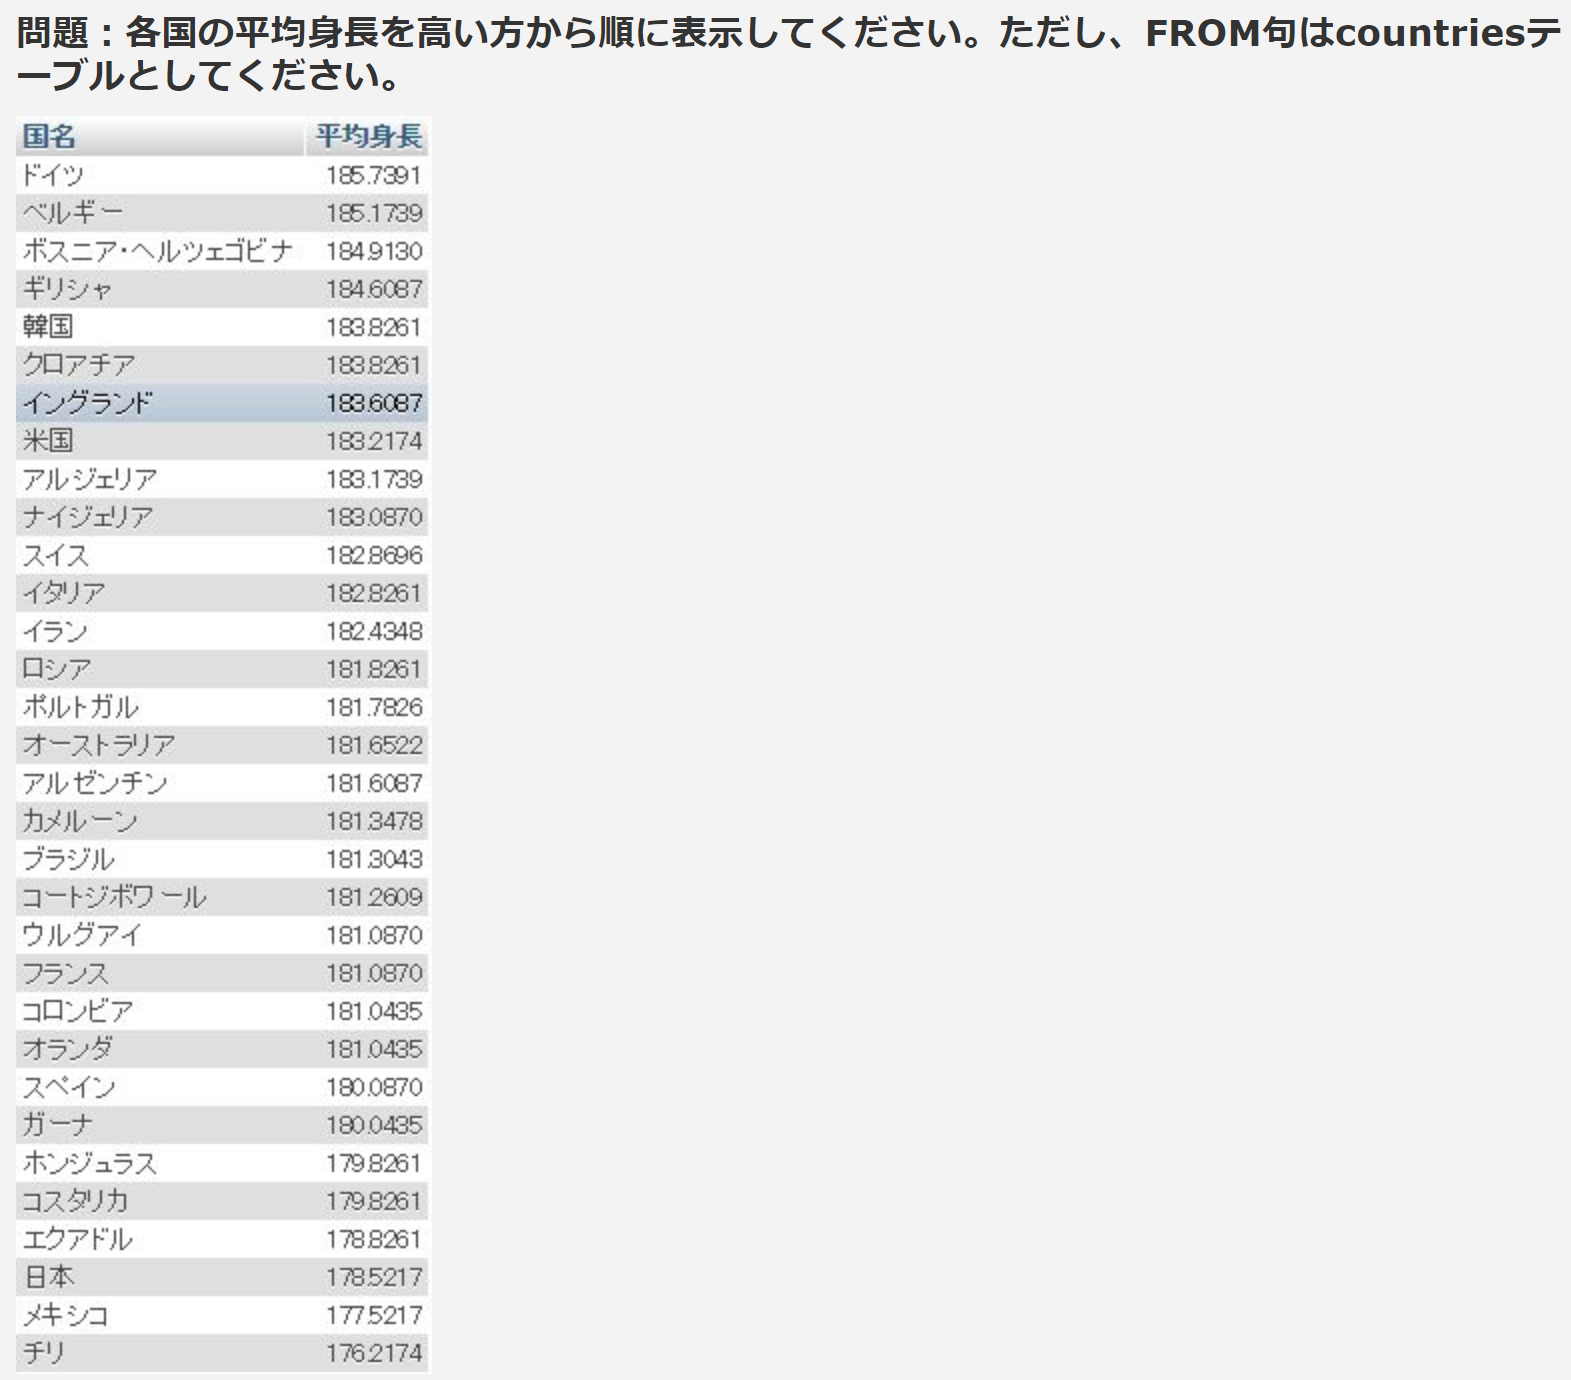 問題：各国の平均身長を高い方から順に表示してください。ただし、FROM句はcountriesテ
ーブルとしてください。
国名 平均身長
ドイツ 185.7391
ベルギー 185.1739
ボスニア・ヘルツェゴビナ 184.9130
ギリシャ 184.6087
韓国 183.8261
クロアチア 183.8261
イングランド 183.6087
米国 183.2174
アルジェリア 183.1739
ナイジェリア 183.0870
スイス 182.8696
イタリア 182.8261
イラン 182.4348
ロシア 181.8261
ポルトガル 181.7826
オーストラリア 181.6522
アルゼンチン 181.6087
カメルーン 181.3478
ブラジル 181.3043
コートジボワール 181.2609
ウルグアイ 181.0870
フランス 181.0870
コロンビア 181.0435
オランダ 181.0435
スペイン 180.0870
ガーナ 180.0435
ホンジュラス 179.8261
コスタリカ 179.8261
エクアドル 178.8261
日本 178.5217
メキシコ 177.5217
チリ 176.2174